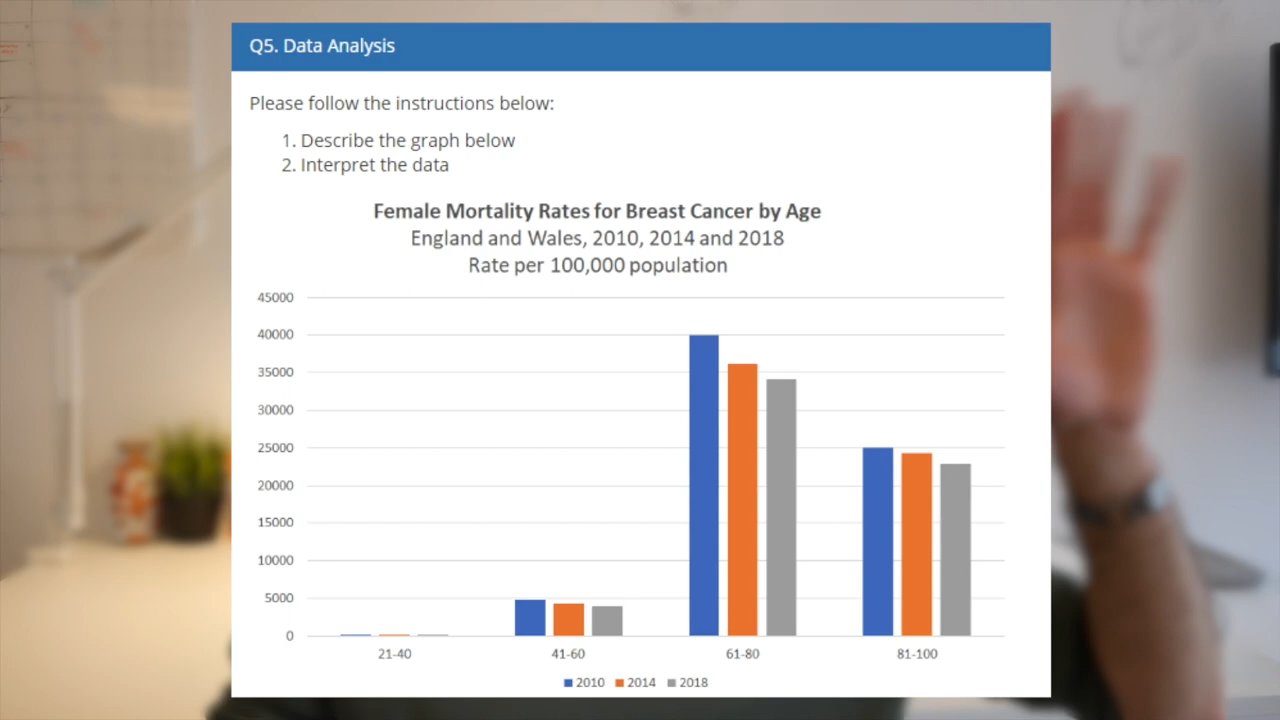 Q5. Data Analysis
Please follow the instructions below:
1. Describe the graph below
2. Interpret the data
Female Mortality Rates for Breast Cancer by Age
England and Wales, 2010, 2014 and 2018
Rate per 100,000 population
45000
40000
35000
30000
25000
20000
15000
10000
5000
0
21-40 41-60 61-80 81-100
2010 2014 2018